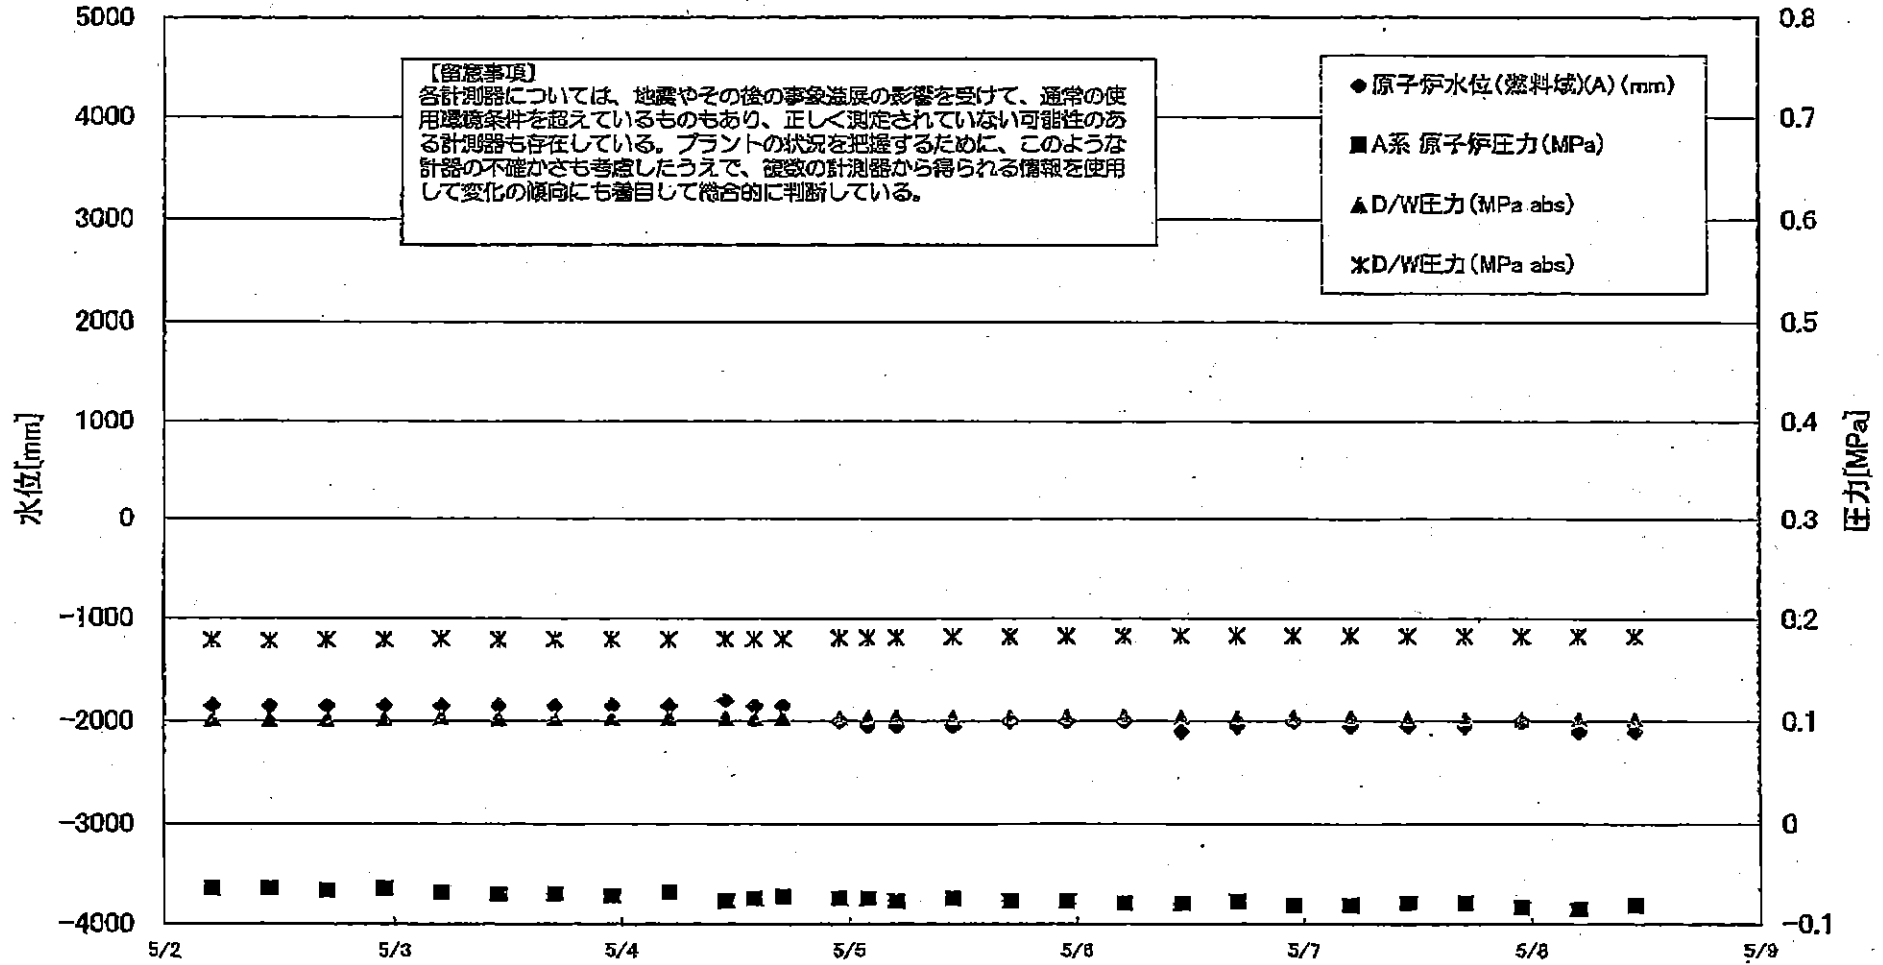 5000
4000
3000
2000
1000
0
-1000
-2000
-3000
-4000
水位[mm]
【留意事項】
各計測器については、地震やその後の事象進展の影響を受けて、通常の使
用環境条件を超えているものもあり、正しく測定されていない可能性のあ
る計測器も存在している。プラントの状況を把握するために、このような
計器の不確かさも考慮したうえで、複数の計測器から得られる情報を使用
して変化の傾向にも着目して総合的に判断している。
◆原子炉水位(燃料域)(A)(mm)
■A系 原子炉圧力(MPa)
▲D/W圧力(MPa abs)
ӿD/W圧力(MPa abs)
0.8
0.7
0.6
0.5
0.4
0.3
0.2
0.1
0
-0.1
圧力[MPa]
5/2 5/3 5/4 5/5 5/6 5/7 5/8 5/9